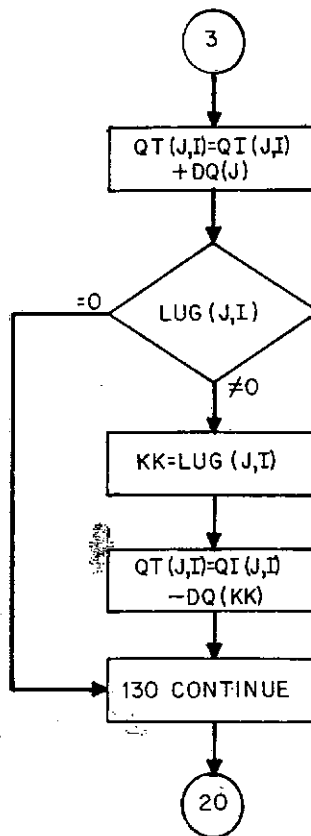 3
QT(J,I)=QI(J,I)
+DQ(J)
LUG(J,I)
=0
≠0
KK=LUG(J,I)
QT(J,I)=QI(J,I)
-DQ(KK)
130 CONTINUE
20